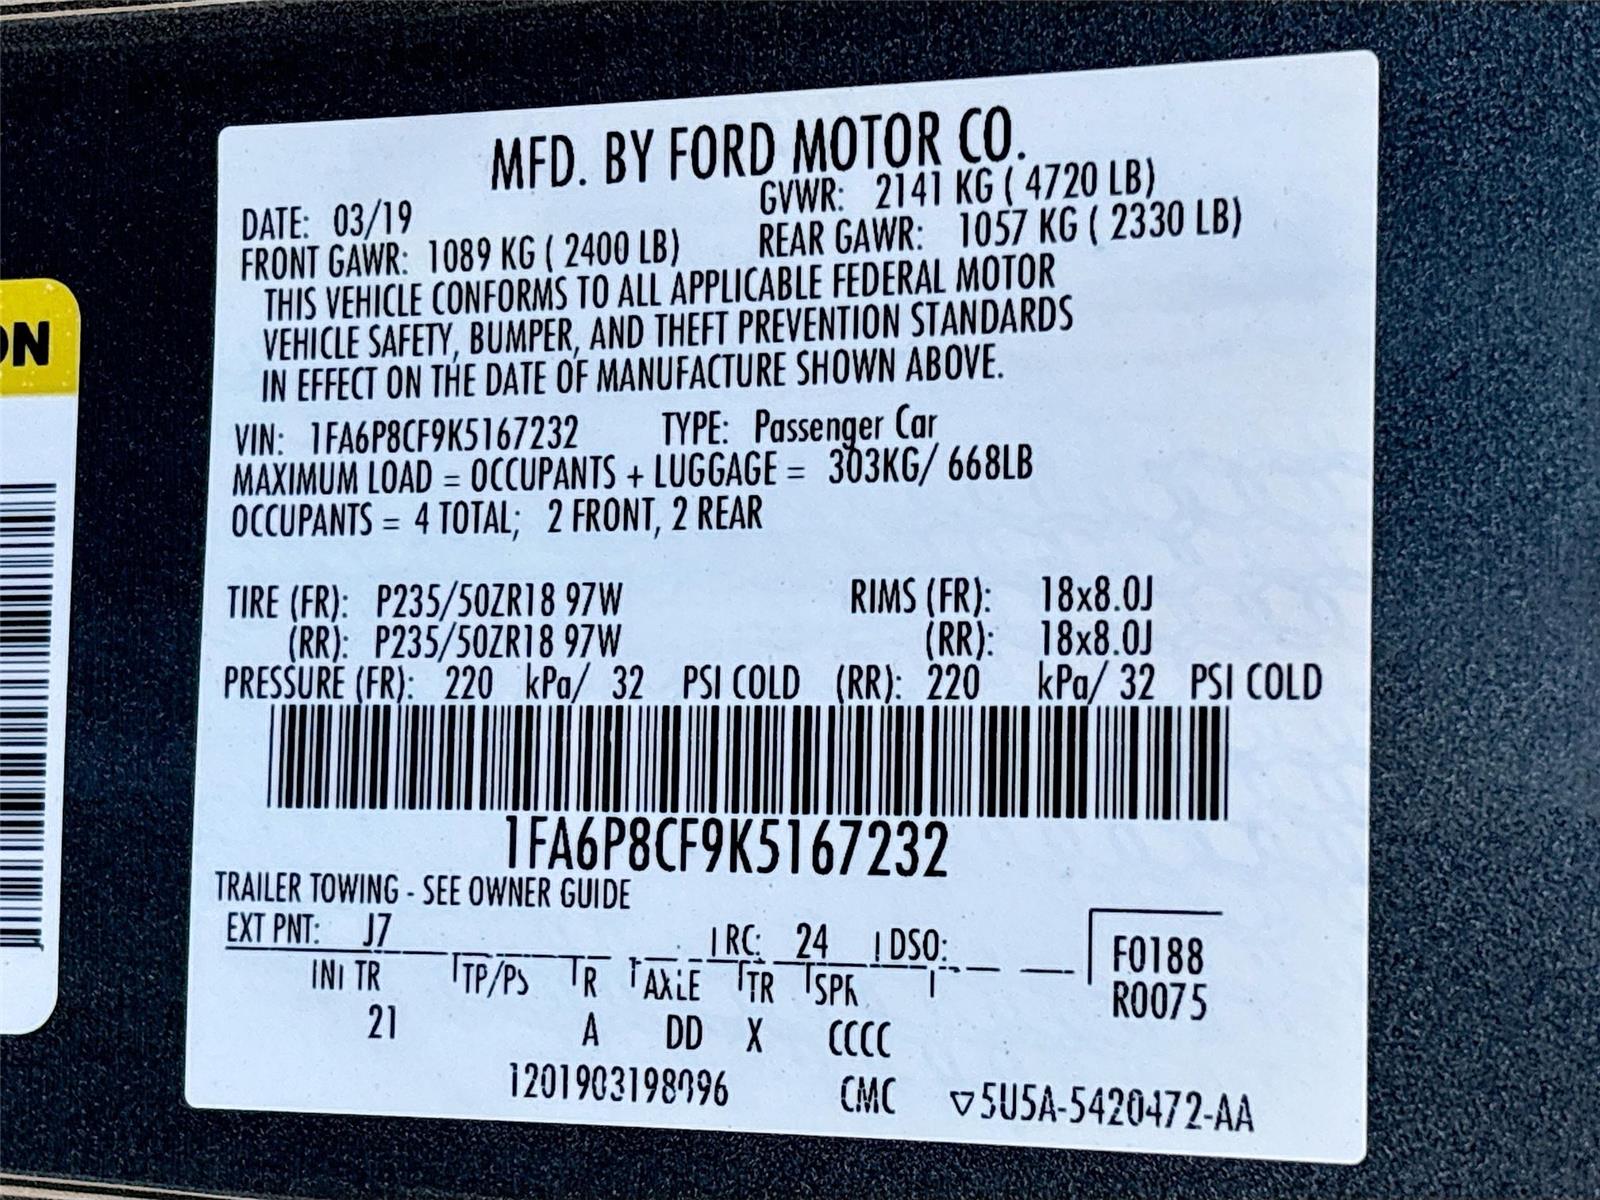 MFD. BY FORD MOTOR CO.
DATE: 03/19 GVWR: 2141 KG ( 4720 LB)
FRONT GAWR: 1089 KG ( 2400 LB) REAR GAWR: 1057 KG ( 2330 LB)
THIS VEHICLE CONFORMS TO ALL APPLICABLE FEDERAL MOTOR
VEHICLE SAFETY, BUMPER, AND THEFT PREVENTION STANDARDS
IN EFFECT ON THE DATE OF MANUFACTURE SHOWN ABOVE.
VIN: 1FA6P8CF9K5167232 TYPE: Passenger Car
MAXIMUM LOAD = OCCUPANTS + LUGGAGE = 303KG/ 668LB
OCCUPANTS = 4 TOTAL; 2 FRONT, 2 REAR
TIRE (FR): P235/50ZR18 97W RIMS (FR): 18x8.0J
(RR): P235/50ZR18 97W (RR): 18x8.0J
PRESSURE (FR): 220 kPa/ 32 PSI COLD (RR): 220 kPa/ 32 PSI COLD
1FA6P8CF9K5167232
TRAILER TOWING - SEE OWNER GUIDE
EXT PNT: J7 RC: 24 DSO: F0188
INT TR TP/PS R AXLE TR SPR R0075
21 A DD X CCCC
1201903198096 CMC ▽5U5A-5420472-AA
ON